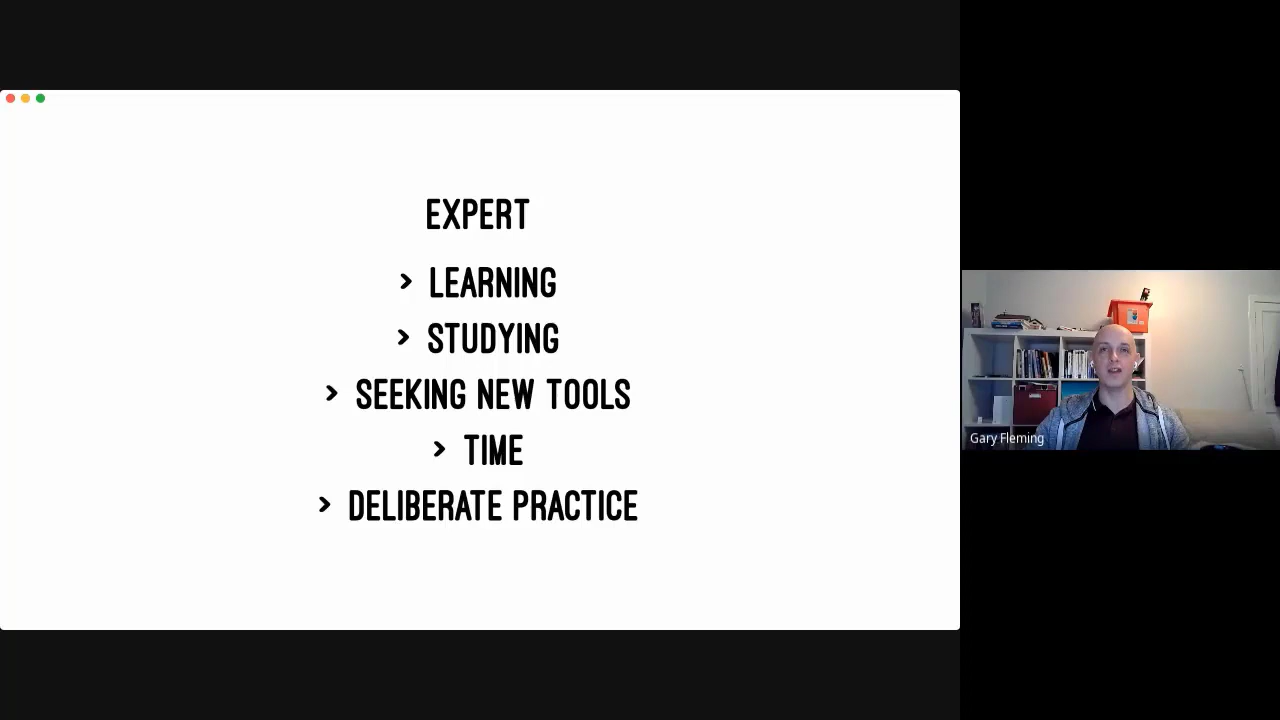 EXPERT
> LEARNING
> STUDYING
> SEEKING NEW TOOLS
> TIME
> DELIBERATE PRACTICE
Gary Fleming